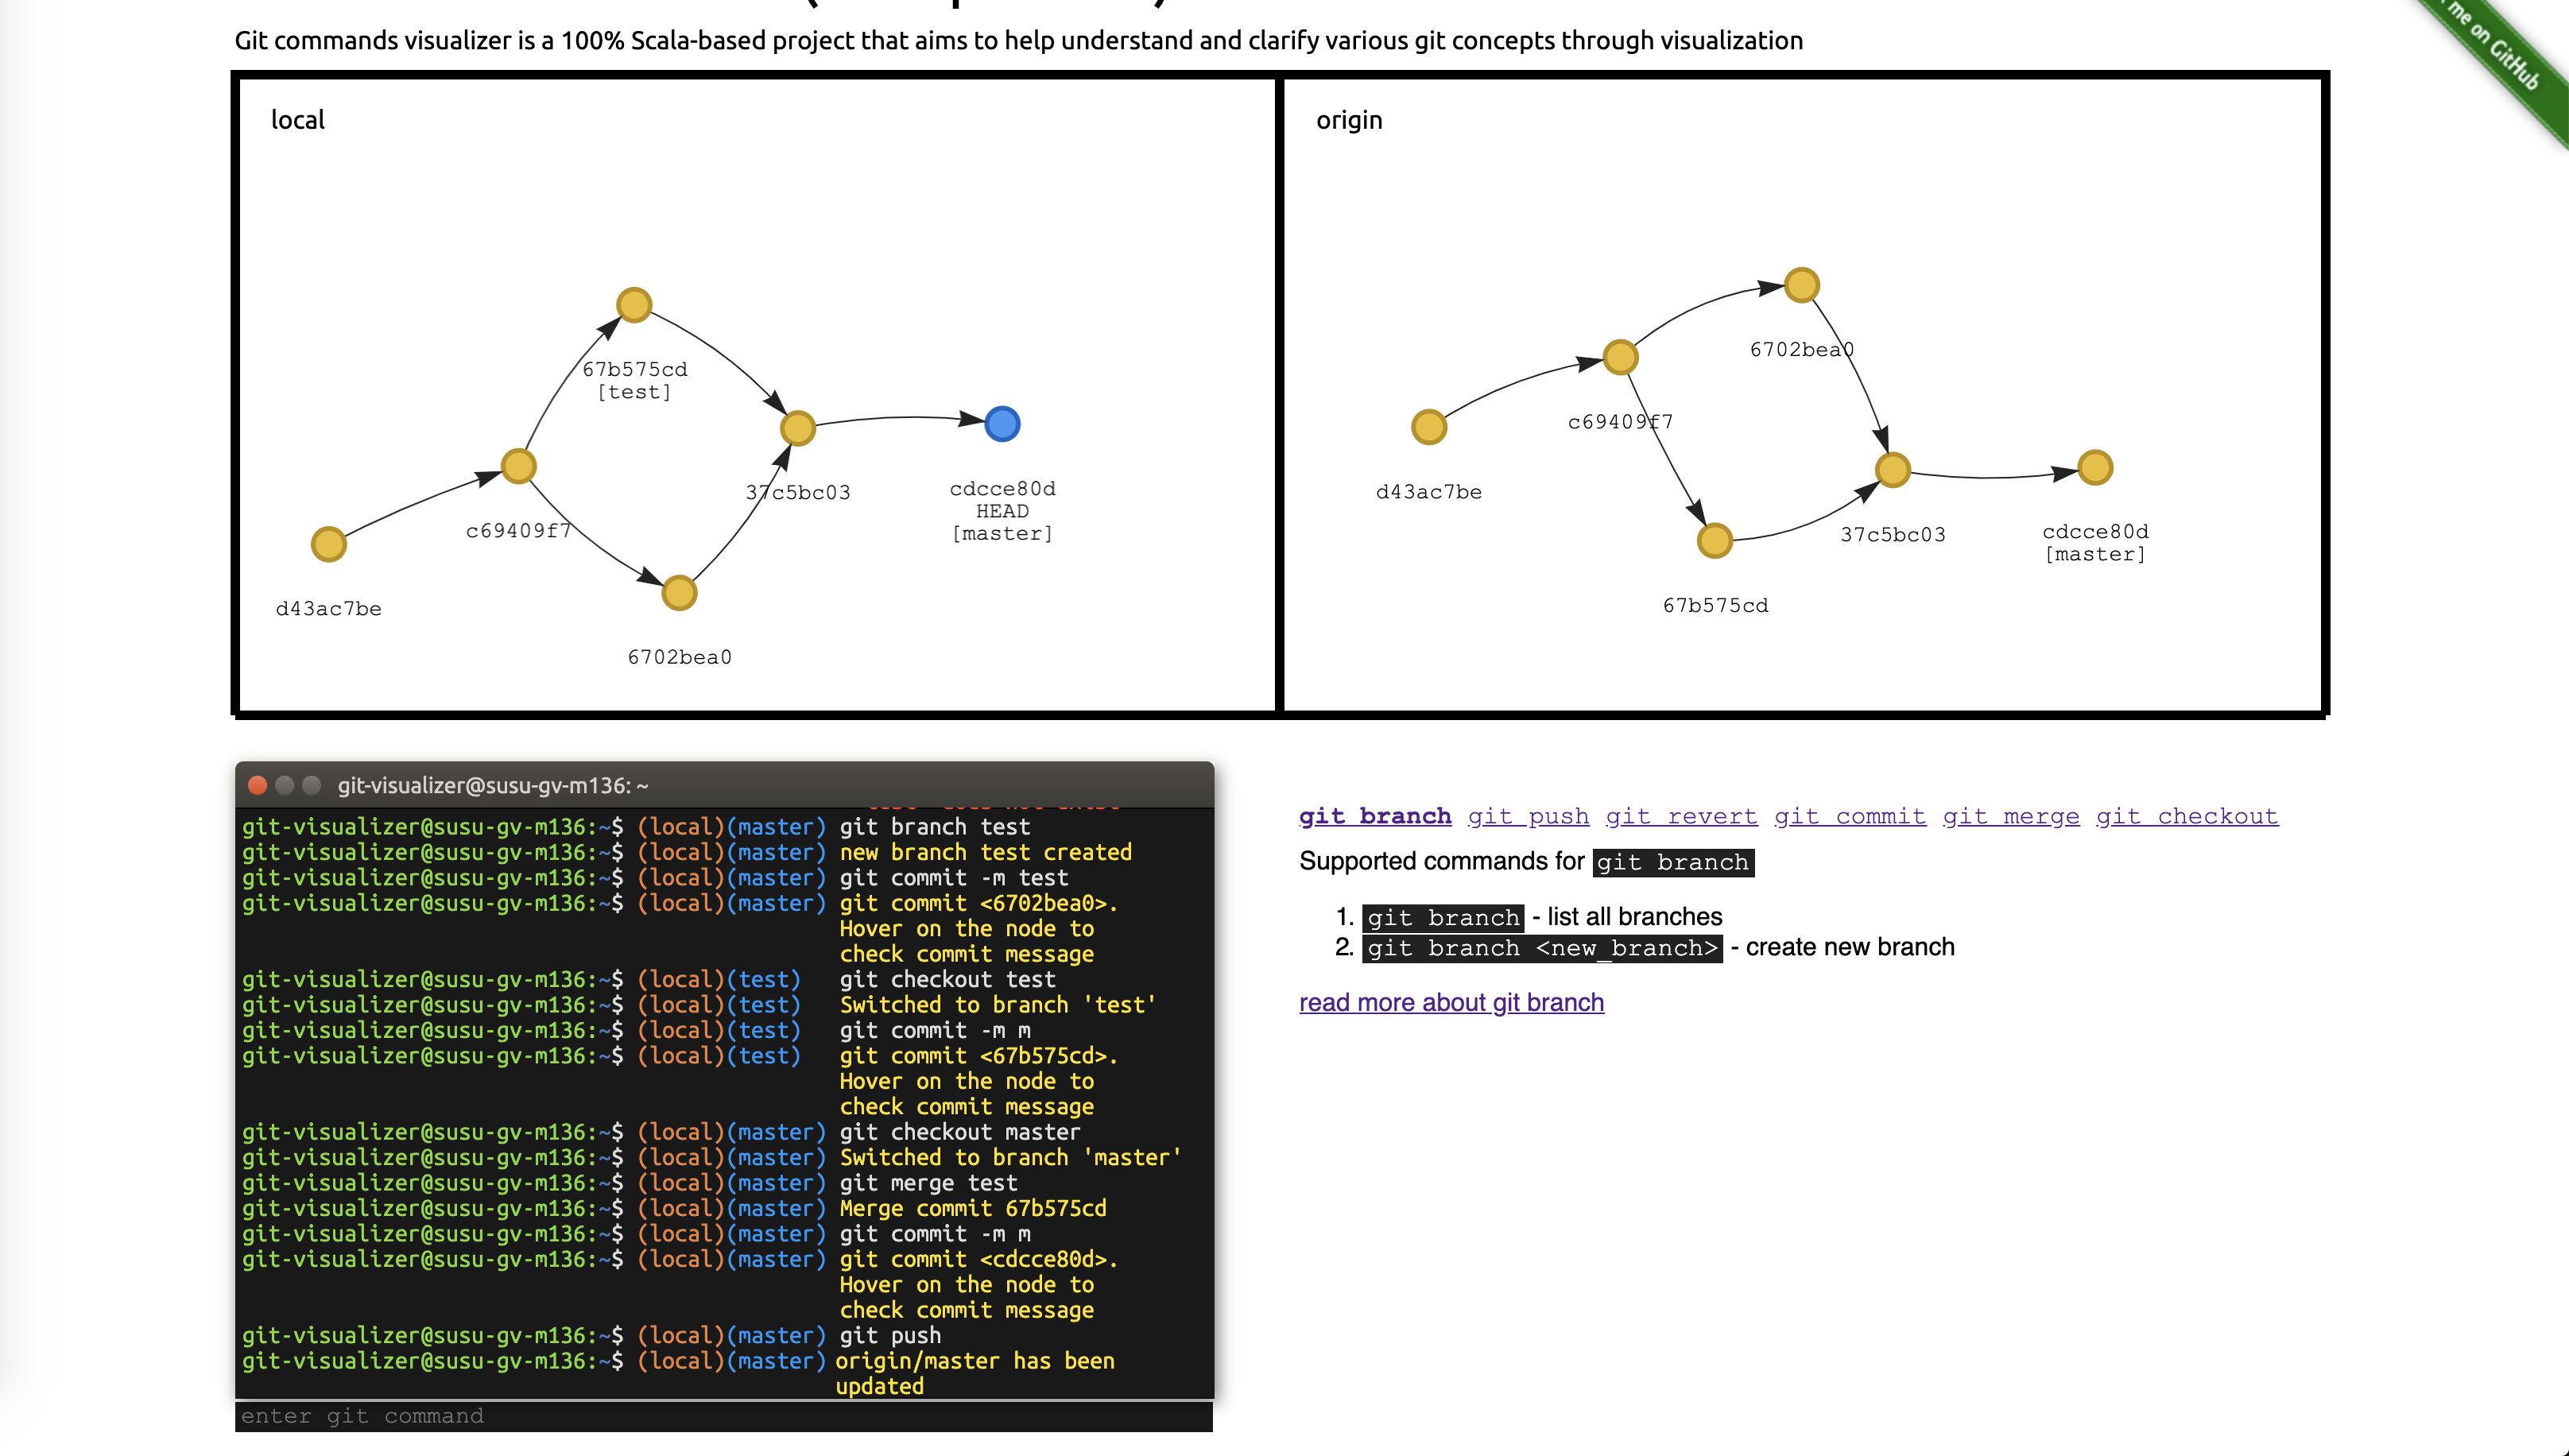 Git commands visualizer is a 100% Scala-based project that aims to help understand and clarify various git concepts through visualization
me on GitHub
local
67b575cd
[test]
37c5bc03
cdcce80d
HEAD
[master]
c69409f7
d43ac7be
6702bea0
origin
6702bea0
c69409f7
d43ac7be
37c5bc03
cdcce80d
[master]
67b575cd
git-visualizer@susu-gv-m136: ~
git-visualizer@susu-gv-m136:~$ (local)(master) git branch test
git-visualizer@susu-gv-m136:~$ (local)(master) new branch test created
git-visualizer@susu-gv-m136:~$ (local)(master) git commit -m test
git-visualizer@susu-gv-m136:~$ (local)(master) git commit <6702bea0>.
Hover on the node to
check commit message
git-visualizer@susu-gv-m136:~$ (local)(test) git checkout test
git-visualizer@susu-gv-m136:~$ (local)(test) Switched to branch 'test'
git-visualizer@susu-gv-m136:~$ (local)(test) git commit -m m
git-visualizer@susu-gv-m136:~$ (local)(test) git commit <67b575cd>.
Hover on the node to
check commit message
git-visualizer@susu-gv-m136:~$ (local)(master) git checkout master
git-visualizer@susu-gv-m136:~$ (local)(master) Switched to branch 'master'
git-visualizer@susu-gv-m136:~$ (local)(master) git merge test
git-visualizer@susu-gv-m136:~$ (local)(master) Merge commit 67b575cd
git-visualizer@susu-gv-m136:~$ (local)(master) git commit -m m
git-visualizer@susu-gv-m136:~$ (local)(master) git commit <cdcce80d>.
Hover on the node to
check commit message
git-visualizer@susu-gv-m136:~$ (local)(master) git push
git-visualizer@susu-gv-m136:~$ (local)(master) origin/master has been
updated
enter git command
git branch git push git revert git commit git merge git checkout
Supported commands for git branch
1. git branch - list all branches
2. git branch <new_branch> - create new branch
read more about git branch